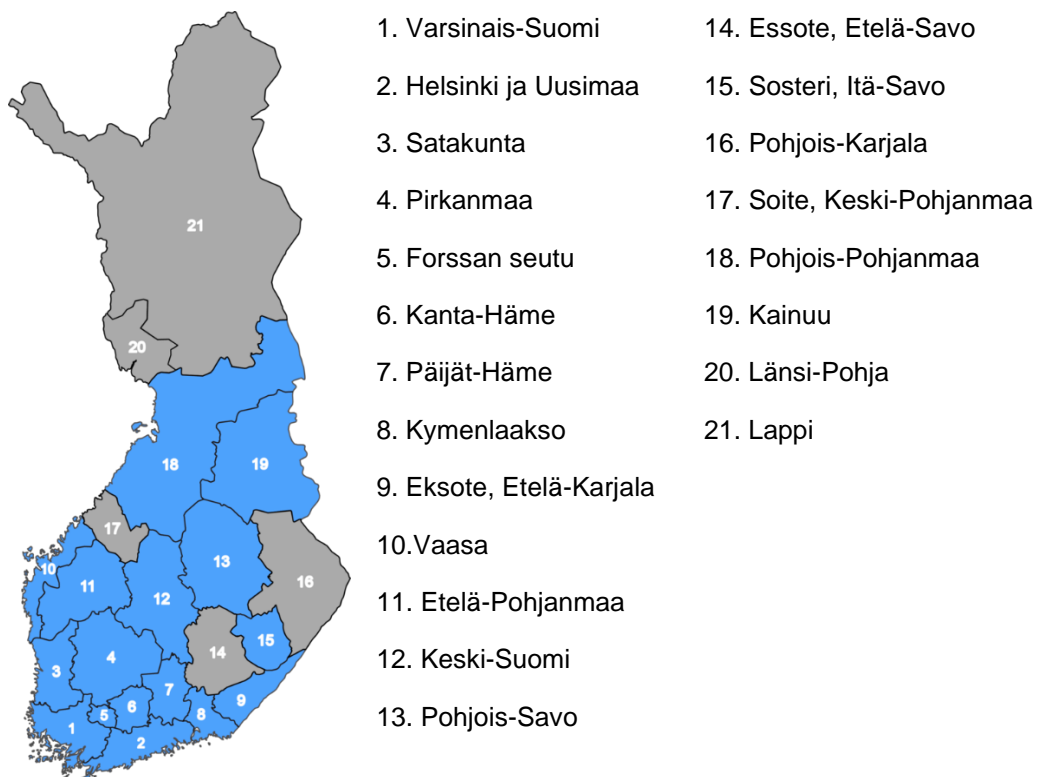 1. Varsinais-Suomi
2. Helsinki ja Uusimaa
3. Satakunta
4. Pirkanmaa
5. Forssan seutu
6. Kanta-Häme
7. Päijät-Häme
8. Kymenlaakso
9. Eksote, Etelä-Karjala
10.Vaasa
11. Etelä-Pohjanmaa
12. Keski-Suomi
13. Pohjois-Savo
14. Essote, Etelä-Savo
15. Sosteri, Itä-Savo
16. Pohjois-Karjala
17. Soite, Keski-Pohjanmaa
18. Pohjois-Pohjanmaa
19. Kainuu
20. Länsi-Pohja
21. Lappi
21
20
18
19
17
10
11
12
13
16
15
14
3
4
7
9
8
6
5
1
2